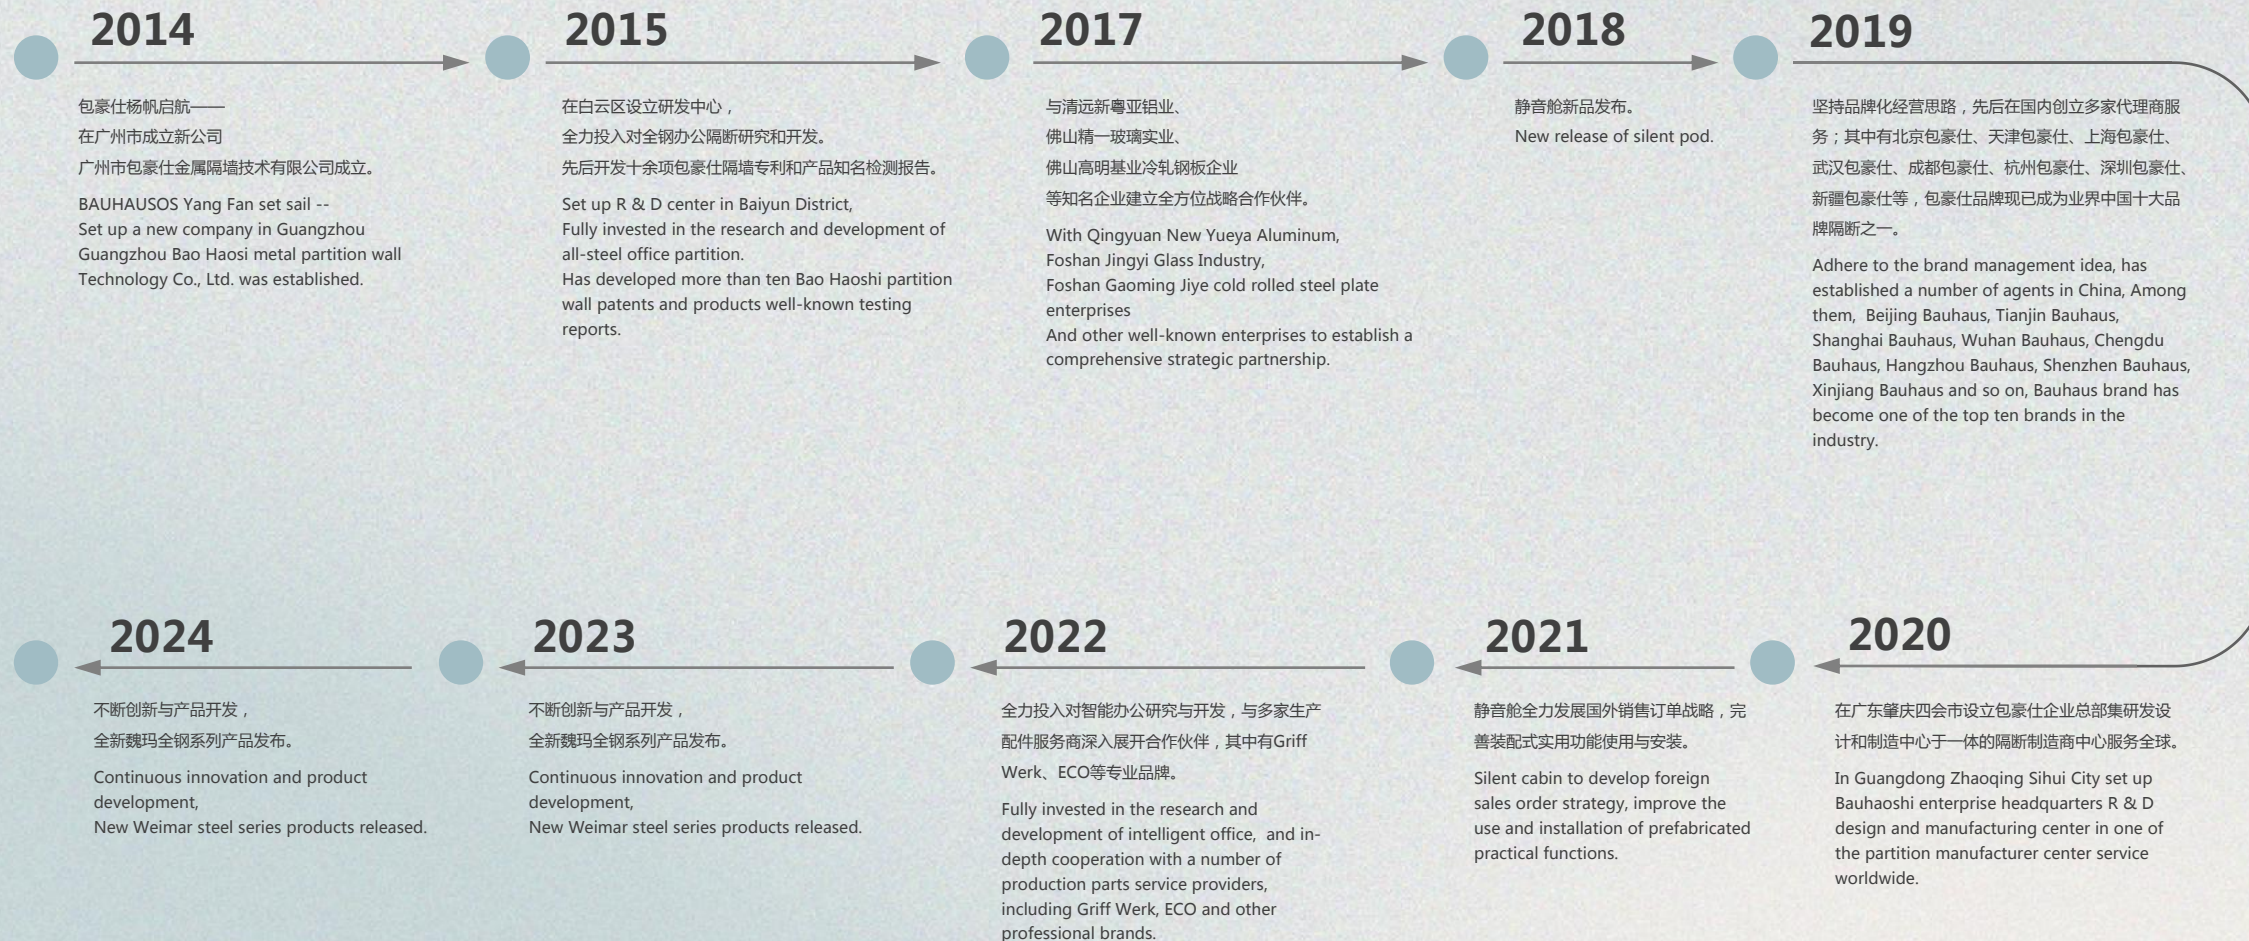 2014
包豪仕杨帆启航——
在广州市成立新公司
广州市包豪仕金属隔墙技术有限公司成立。
BAUHAUSOS Yang Fan set sail --
Set up a new company in Guangzhou
Guangzhou Bao Haosi metal partition wall
Technology Co., Ltd. was established.
2015
在白云区设立研发中心，
全力投入对全钢办公隔断研究和开发。
先后开发十余项包豪仕隔墙专利和产品知名检测报告。
Set up R & D center in Baiyun District,
Fully invested in the research and development of
all-steel office partition.
Has developed more than ten Bao Haoshi partition
wall patents and products well-known testing
reports.
2017
与清远新粤亚铝业、
佛山精一玻璃实业、
佛山高明基业冷轧钢板企业
等知名企业建立全方位战略合作伙伴。
With Qingyuan New Yueya Aluminum,
Foshan Jingyi Glass Industry,
Foshan Gaoming Jiye cold rolled steel plate
enterprises
And other well-known enterprises to establish a
comprehensive strategic partnership.
2018
静音舱新品发布。
New release of silent pod.
2019
坚持品牌化经营思路，先后在国内创立多家代理商服
务；其中有北京包豪仕、天津包豪仕、上海包豪仕、
武汉包豪仕、成都包豪仕、杭州包豪仕、深圳包豪仕、
新疆包豪仕等，包豪仕品牌现已成为业界中国十大品
牌隔断之一。
Adhere to the brand management idea, has
established a number of agents in China, Among
them,  Beijing Bauhaus, Tianjin Bauhaus,
Shanghai Bauhaus, Wuhan Bauhaus, Chengdu
Bauhaus, Hangzhou Bauhaus, Shenzhen Bauhaus,
Xinjiang Bauhaus and so on, Bauhaus brand has
become one of the top ten brands in the
industry.
2020
在广东肇庆四会市设立包豪仕企业总部集研发设
计和制造中心于一体的隔断制造商中心服务全球。
In Guangdong Zhaoqing Sihui City set up
Bauhaoshi enterprise headquarters R & D
design and manufacturing center in one of
the partition manufacturer center service
worldwide.
2021
静音舱全力发展国外销售订单战略，完
善装配式实用功能使用与安装。
Silent cabin to develop foreign
sales order strategy, improve the
use and installation of prefabricated
practical functions.
2022
全力投入对智能办公研究与开发，与多家生产
配件服务商深入展开合作伙伴，其中有Griff
Werk、ECO等专业品牌。
Fully invested in the research and
development of intelligent office,  and in-
depth cooperation with a number of
production parts service providers,
including Griff Werk, ECO and other
professional brands.
2023
不断创新与产品开发，
全新魏玛全钢系列产品发布。
Continuous innovation and product
development,
New Weimar steel series products released.
2024
不断创新与产品开发，
全新魏玛全钢系列产品发布。
Continuous innovation and product
development,
New Weimar steel series products released.